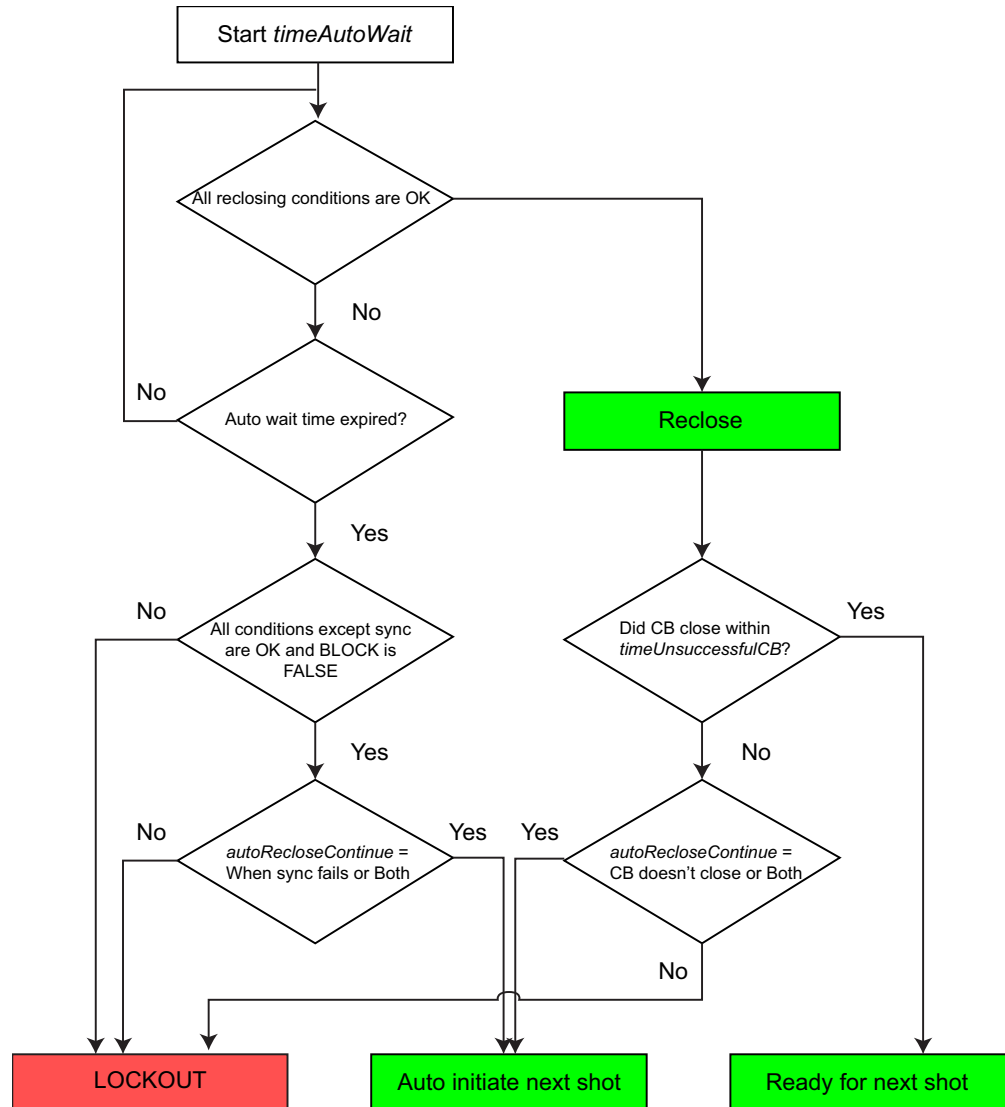 Start timeAutoWait
All reclosing conditions are OK
No
No
Auto wait time expired?
Reclose
Yes
No
All conditions except sync
are OK and BLOCK is
FALSE
Did CB close within
timeUnsuccessfulCB?
Yes
Yes
No
No
autoRecloseContinue =
When sync fails or Both
Yes
Yes
autoRecloseContinue =
CB doesn't close or Both
No
LOCKOUT
Auto initiate next shot
Ready for next shot